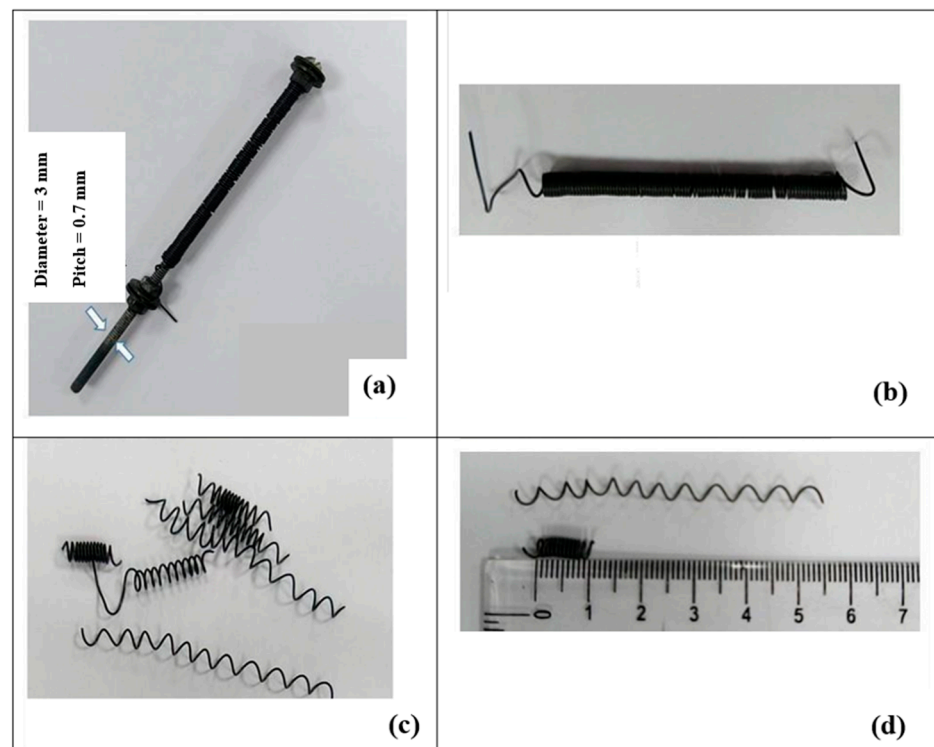 Diameter = 3 mm
Pitch = 0.7 mm
(a)
(b)
(c)
(d)
0 1 2 3 4 5 6 7